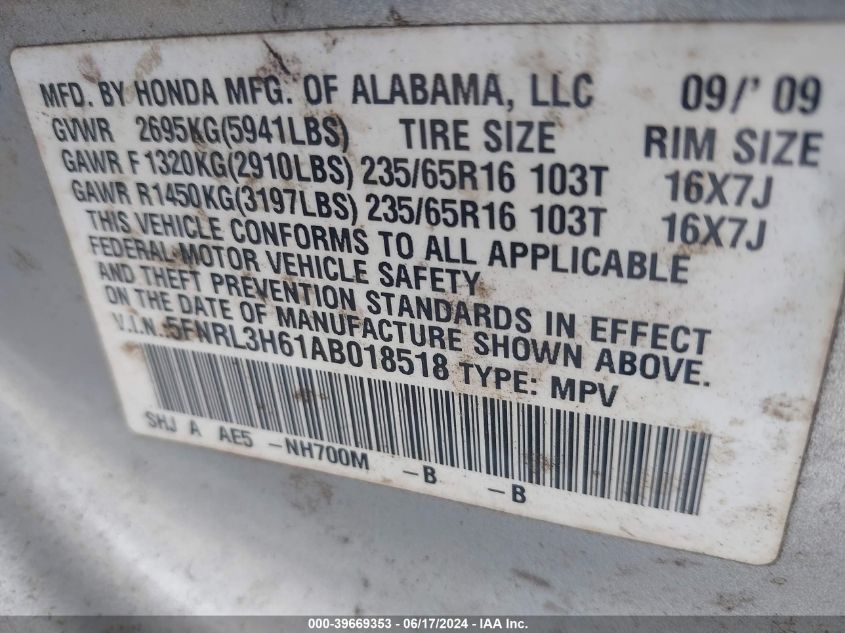 MFD. BY HONDA MFG. OF ALABAMA, LLC 09/'09
GVWR 2695KG(5941LBS) TIRE SIZE RIM SIZE
GAWR F 1320KG(2910LBS) 235/65R16 103T 16X7J
GAWR R1450KG(3197LBS) 235/65R16 103T 16X7J
THIS VEHICLE CONFORMS TO ALL APPLICABLE
FEDERAL MOTOR VEHICLE SAFETY
AND THEFT PREVENTION STANDARDS IN EFFECT
ON THE DATE OF MANUFACTURE SHOWN ABOVE.
V.I.N. 5FNRL3H61AB018518 TYPE: MPV
SHJ A AE5 -NH700M -B -B
000-39669353 - 06/17/2024 - IAA Inc.